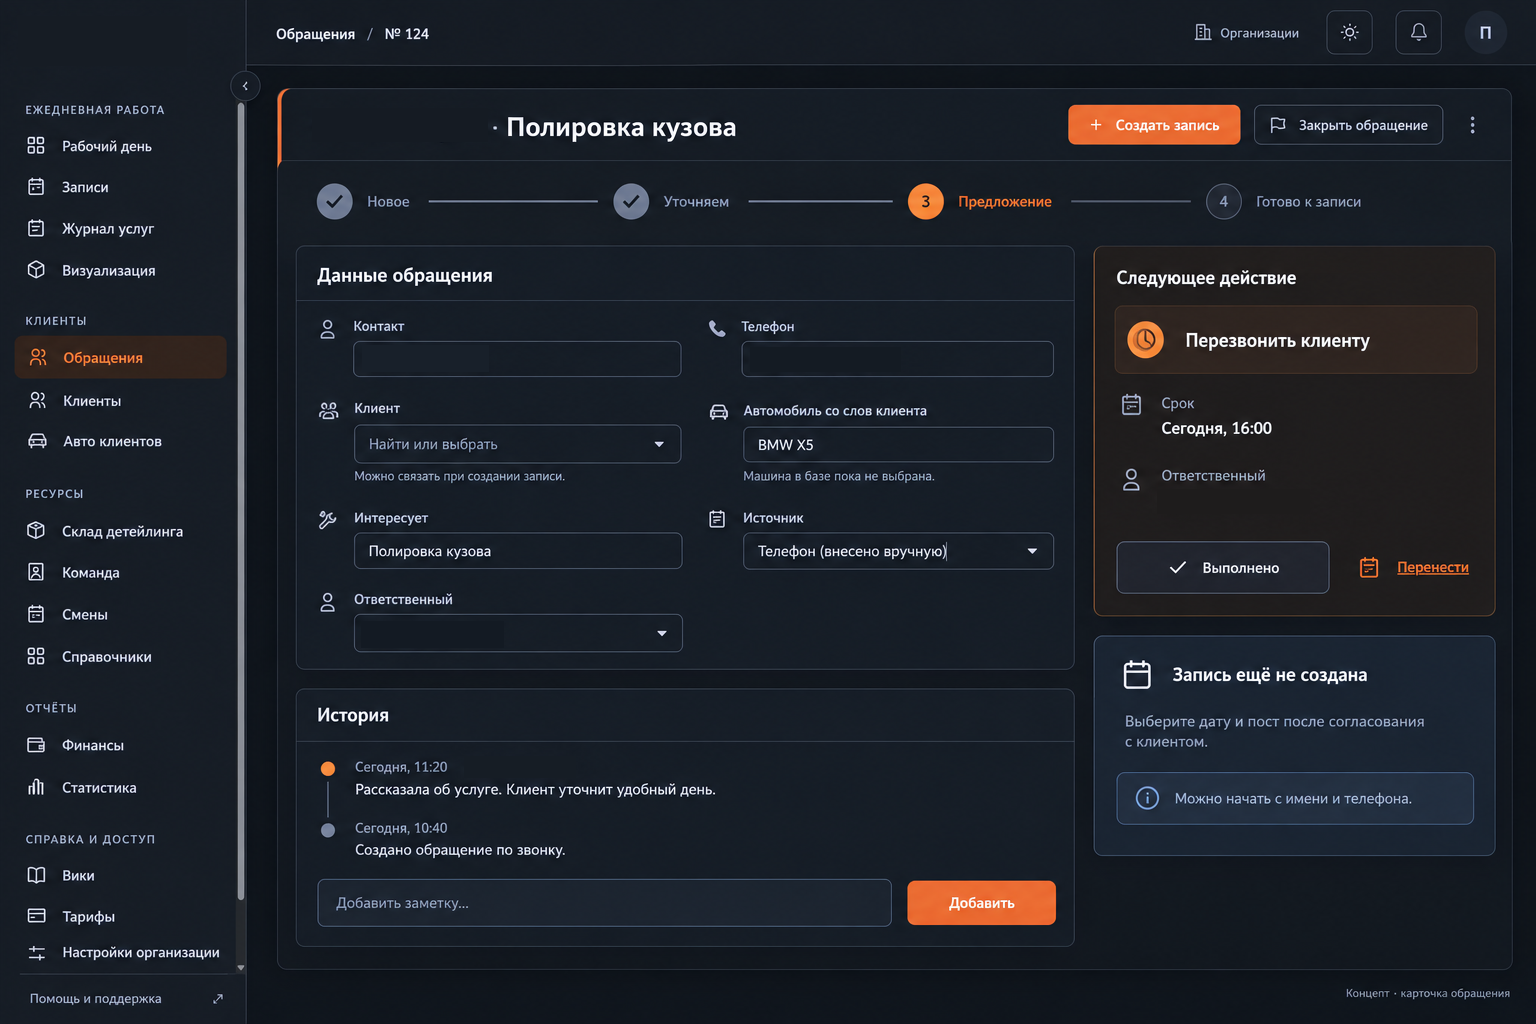 Обращения / № 124
Организации
П
ЕЖЕДНЕВНАЯ РАБОТА
Рабочий день
Записи
Журнал услуг
Визуализация
КЛИЕНТЫ
Обращения
Клиенты
Авто клиентов
РЕСУРСЫ
Склад детейлинга
Команда
Смены
Справочники
ОТЧЁТЫ
Финансы
Статистика
СПРАВКА И ДОСТУП
Вики
Тарифы
Настройки организации
Помощь и поддержка
· Полировка кузова
+ Создать запись
Закрыть обращение
Новое
Уточняем
3 Предложение
4 Готово к записи
Данные обращения
Контакт
Телефон
Клиент
Найти или выбрать
Можно связать при создании записи.
Автомобиль со слов клиента
BMW X5
Машина в базе пока не выбрана.
Интересует
Полировка кузова
Источник
Телефон (внесено вручную)
Ответственный
История
Сегодня, 11:20
Рассказала об услуге. Клиент уточнит удобный день.
Сегодня, 10:40
Создано обращение по звонку.
Добавить заметку...
Добавить
Следующее действие
Перезвонить клиенту
Срок
Сегодня, 16:00
Ответственный
Выполнено
Перенести
Запись ещё не создана
Выберите дату и пост после согласования
с клиентом.
Можно начать с имени и телефона.
Концепт · карточка обращения